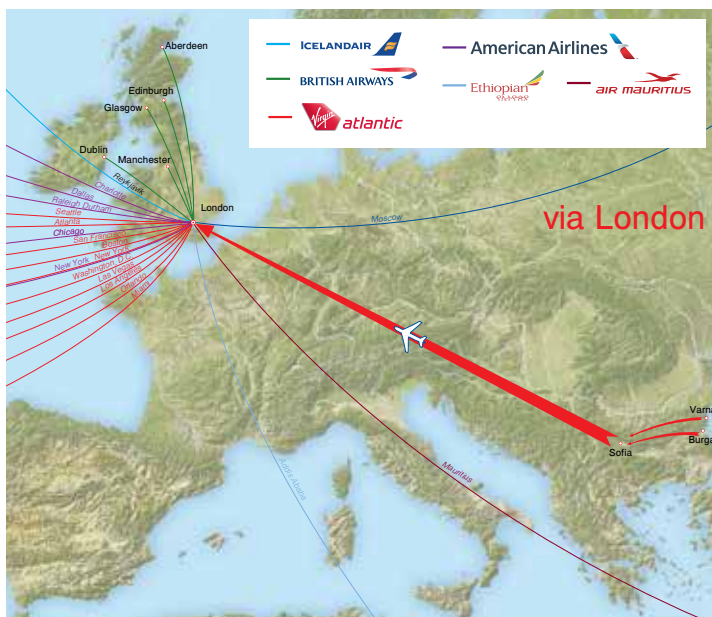 ICELANDAIR
American Airlines
BRITISH AIRWAYS
Ethiopian
AIR MAURITIUS
Virgin atlantic
Aberdeen
Edinburgh
Glasgow
Dublin
Manchester
Reykjavik
London
Moscow
via London
Charlotte
Dallas
Raleigh Durham
Seattle
Atlanta
Chicago
San Francisco
Boston
New York New York
Washington, D.C.
Las Vegas
Los Angeles
Orlando
Miami
Varna
Burga
Sofia
Mauritius
Addis Ababa